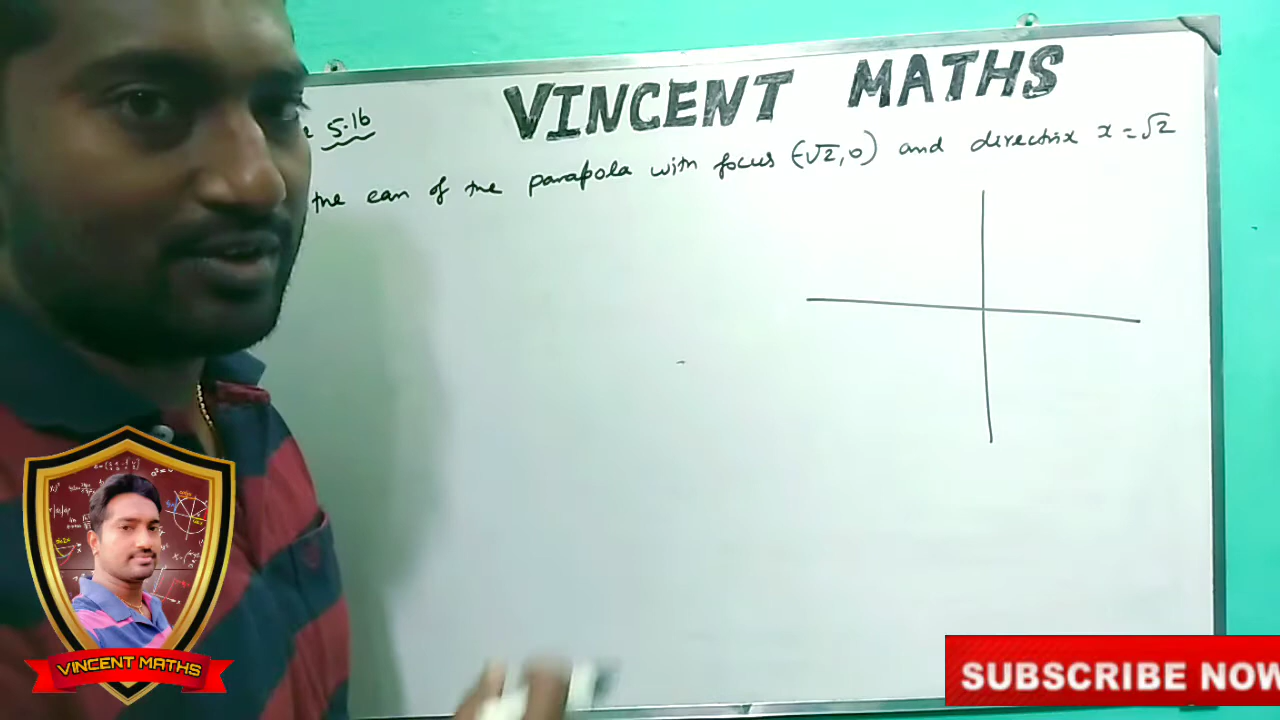 VINCENT MATHS
5.16
the eqn of the parabola with focus (-√2, 0) and directrix x = √2
VINCENT MATHS
SUBSCRIBE NOW